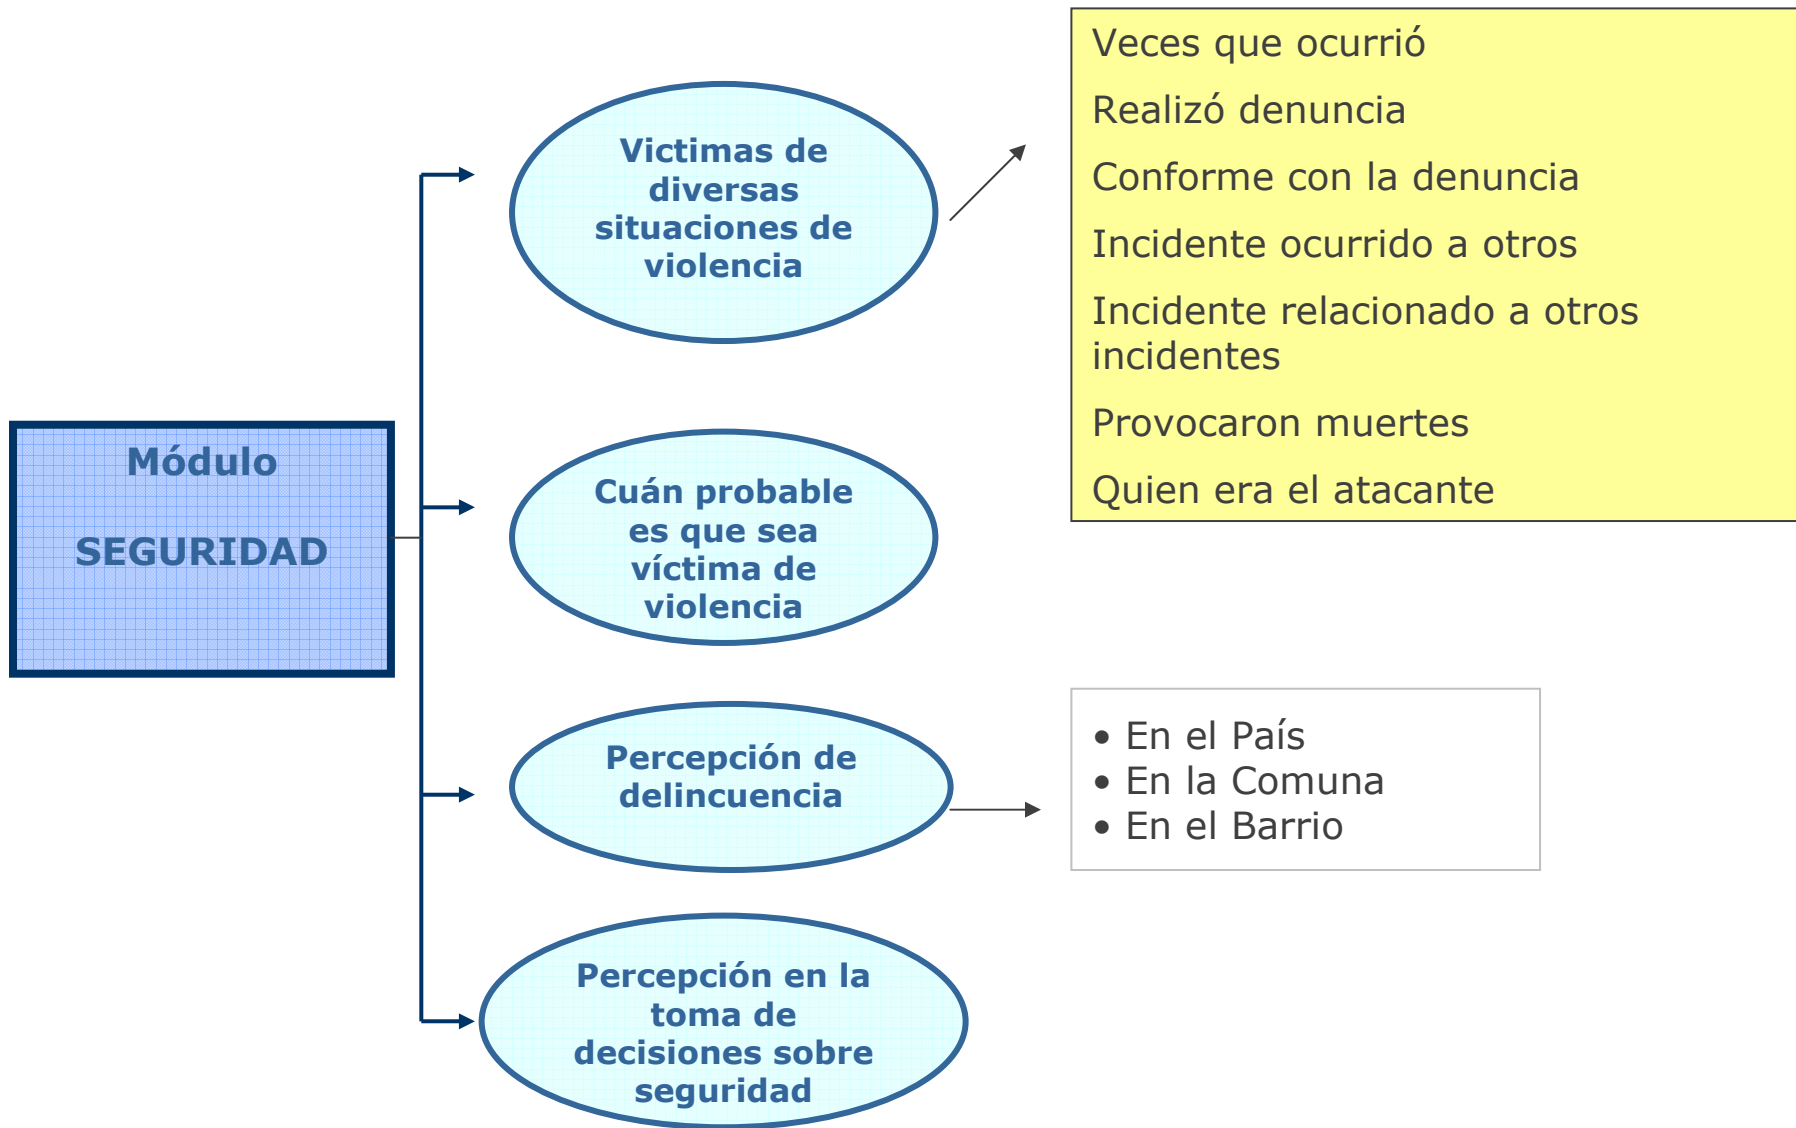 Módulo
SEGURIDAD
Victimas de
diversas
situaciones de
violencia
Veces que ocurrió
Realizó denuncia
Conforme con la denuncia
Incidente ocurrido a otros
Incidente relacionado a otros
incidentes
Provocaron muertes
Quien era el atacante
Cuán probable
es que sea
víctima de
violencia
Percepción de
delincuencia
• En el País
• En la Comuna
• En el Barrio
Percepción en la
toma de
decisiones sobre
seguridad